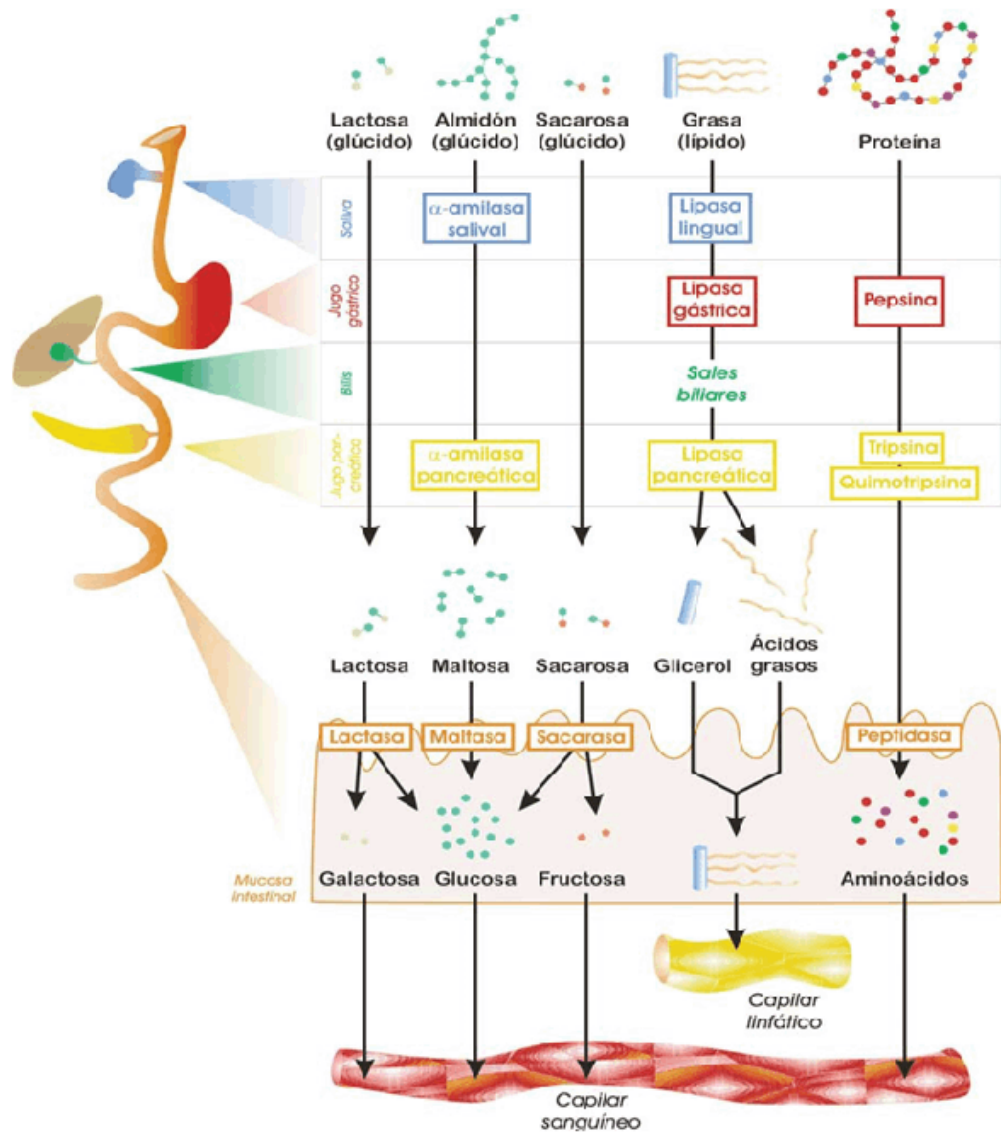 Lactosa
(glúcido)
Almidón
(glúcido)
Sacarosa
(glúcido)
Grasa
(lípido)
Proteína
Saliva
α-amilasa
salival
Lipasa
lingual
Jugo
gástrico
Lipasa
gástrica
Pepsina
Bilis
Sales
biliares
Jugo pan-
creático
α-amilasa
pancreática
Lipasa
pancreática
Tripsina
Quimotripsina
Lactosa
Maltosa
Sacarosa
Glicerol
Ácidos
grasos
Lactasa
Maltasa
Sacarasa
Peptidasa
Mucosa
intestinal
Galactosa
Glucosa
Fructosa
Aminoácidos
Capilar
linfático
Capilar
sanguíneo